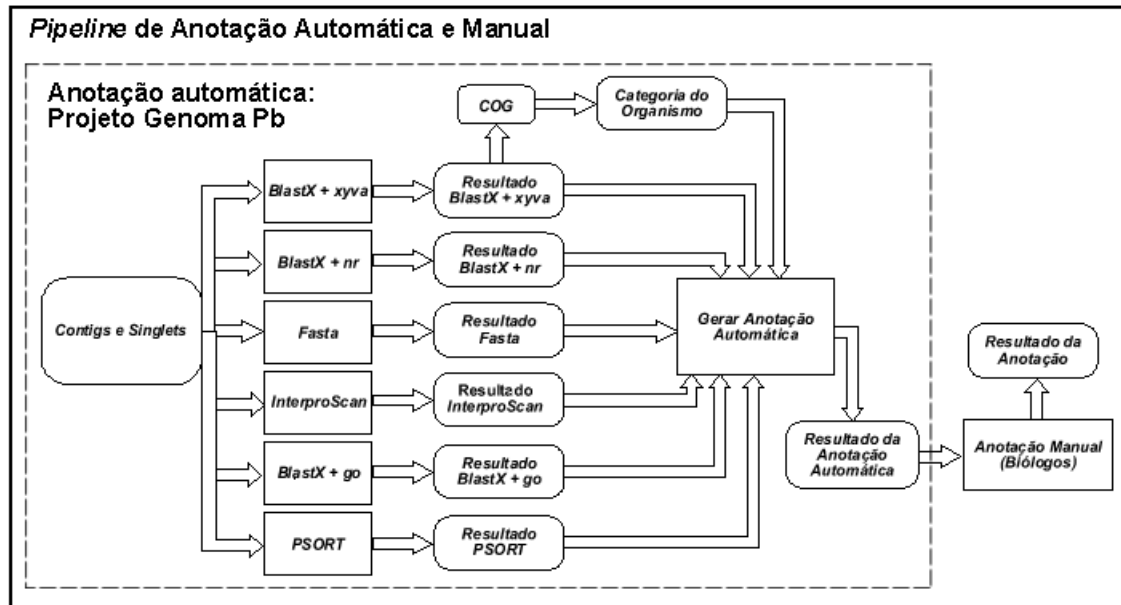 Pipeline de Anotação Automática e Manual
Anotação automática:
Projeto Genoma Pb
COG
Categoria do
Organismo
BlastX + xyva
Resultado
BlastX + xyva
BlastX + nr
Resultado
BlastX + nr
Contigs e Singlets
Fasta
Resultado
Fasta
Gerar Anotação
Automática
InterproScan
Resultado
InterproScan
BlastX + go
Resultado
BlastX + go
PSORT
Resultado
PSORT
Resultado da
Anotação
Automática
Resultado da
Anotação
Anotação Manual
(Biólogos)